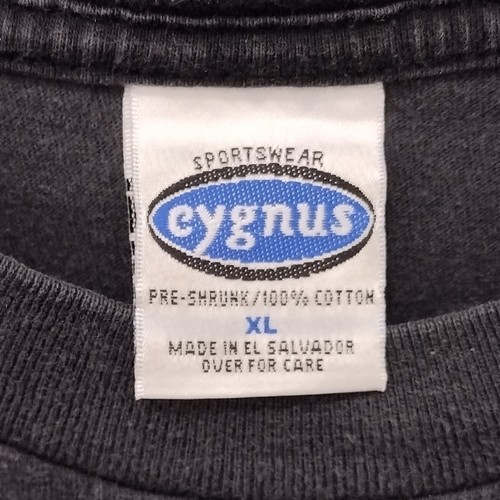 SPORTSWEAR
cygnus
PRE-SHRUNK/100% COTTON
XL
MADE IN EL SALVADOR
OVER FOR CARE